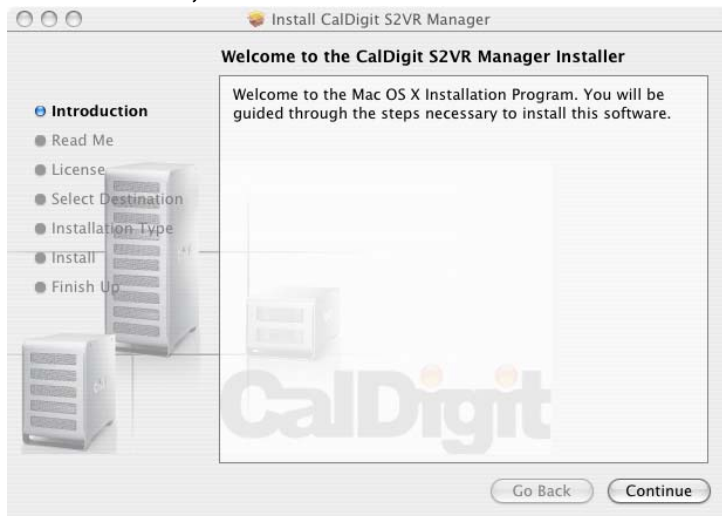 Install CalDigit S2VR Manager
Welcome to the CalDigit S2VR Manager Installer
Introduction
Read Me
License
Select Destination
Installation Type
Install
Finish Up
Welcome to the Mac OS X Installation Program. You will be
guided through the steps necessary to install this software.
CalDigit
Go Back
Continue